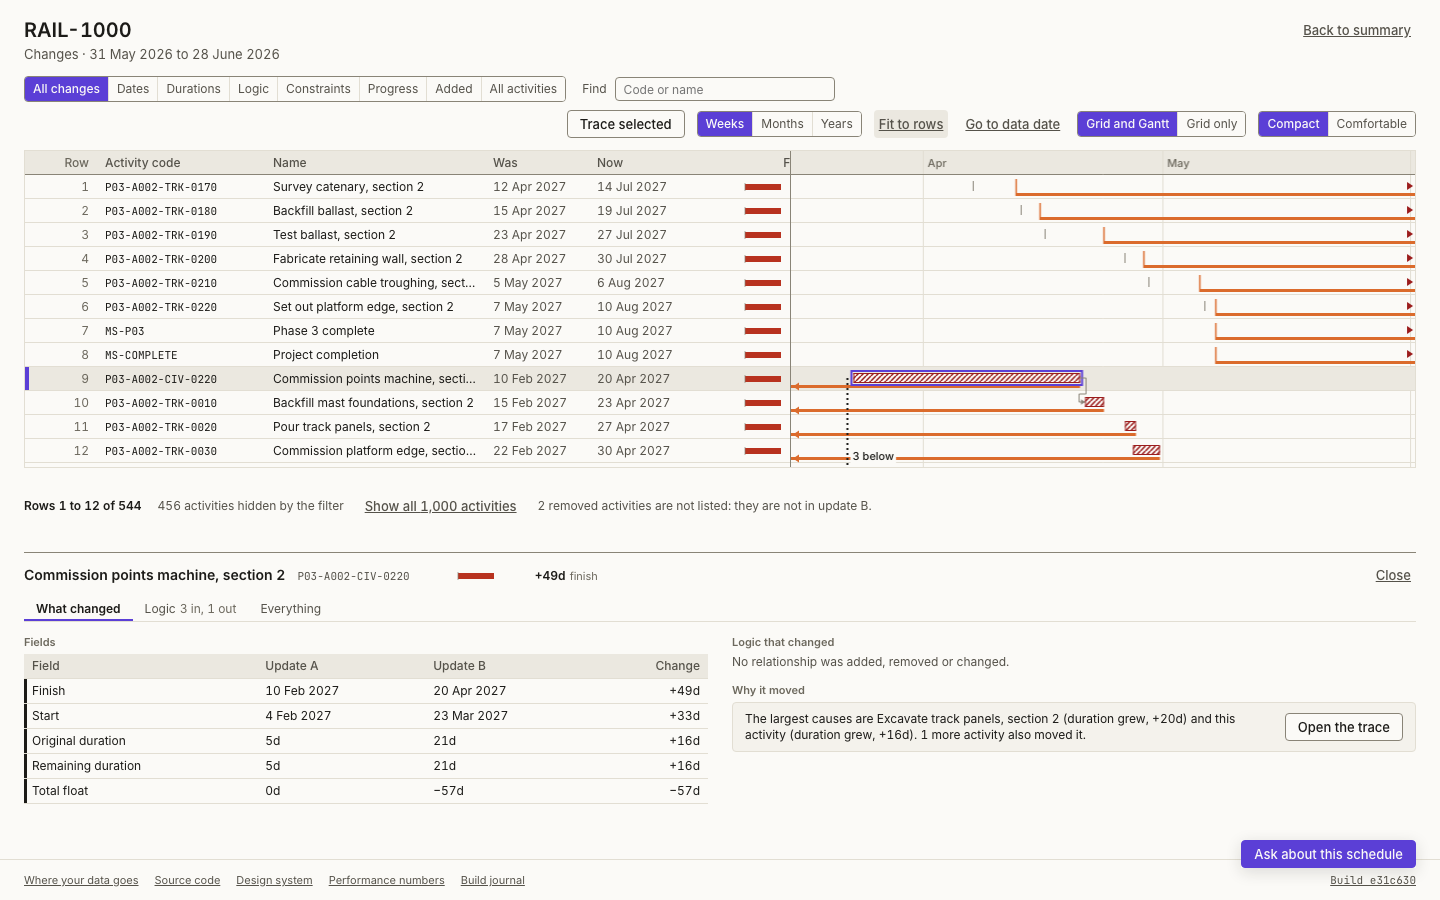 RAIL-1000
Back to summary
Changes · 31 May 2026 to 28 June 2026
All changes Dates Durations Logic Constraints Progress Added All activities Find Code or name
Trace selected Weeks Months Years Fit to rows Go to data date Grid and Gantt Grid only Compact Comfortable
Row Activity code Name Was Now F Apr May
1 P03-A002-TRK-0170 Survey catenary, section 2 12 Apr 2027 14 Jul 2027
2 P03-A002-TRK-0180 Backfill ballast, section 2 15 Apr 2027 19 Jul 2027
3 P03-A002-TRK-0190 Test ballast, section 2 23 Apr 2027 27 Jul 2027
4 P03-A002-TRK-0200 Fabricate retaining wall, section 2 28 Apr 2027 30 Jul 2027
5 P03-A002-TRK-0210 Commission cable troughing, sect... 5 May 2027 6 Aug 2027
6 P03-A002-TRK-0220 Set out platform edge, section 2 7 May 2027 10 Aug 2027
7 MS-P03 Phase 3 complete 7 May 2027 10 Aug 2027
8 MS-COMPLETE Project completion 7 May 2027 10 Aug 2027
9 P03-A002-CIV-0220 Commission points machine, secti... 10 Feb 2027 20 Apr 2027
10 P03-A002-TRK-0010 Backfill mast foundations, section 2 15 Feb 2027 23 Apr 2027
11 P03-A002-TRK-0020 Pour track panels, section 2 17 Feb 2027 27 Apr 2027
12 P03-A002-TRK-0030 Commission platform edge, sectio... 22 Feb 2027 30 Apr 2027 3 below
Rows 1 to 12 of 544 456 activities hidden by the filter Show all 1,000 activities 2 removed activities are not listed: they are not in update B.
Commission points machine, section 2 P03-A002-CIV-0220 +49d finish Close
What changed Logic 3 in, 1 out Everything
Fields
Field Update A Update B Change
Finish 10 Feb 2027 20 Apr 2027 +49d
Start 4 Feb 2027 23 Mar 2027 +33d
Original duration 5d 21d +16d
Remaining duration 5d 21d +16d
Total float 0d −57d −57d
Logic that changed
No relationship was added, removed or changed.
Why it moved
The largest causes are Excavate track panels, section 2 (duration grew, +20d) and this
activity (duration grew, +16d). 1 more activity also moved it.
Open the trace
Ask about this schedule
Where your data goes Source code Design system Performance numbers Build journal Build e31c630